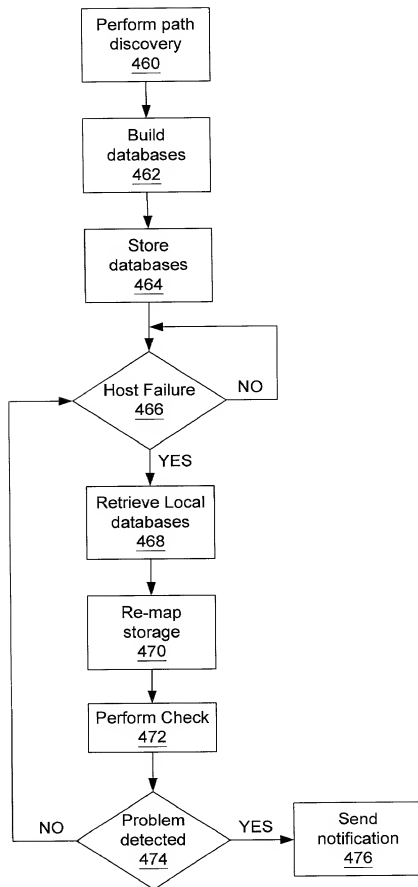 Perform path
discovery
460
Build
databases
462
Store
databases
464
Host Failure
466
NO
YES
Retrieve Local
databases
468
Re-map
storage
470
Perform Check
472
Problem
detected
474
NO
YES
Send
notification
476